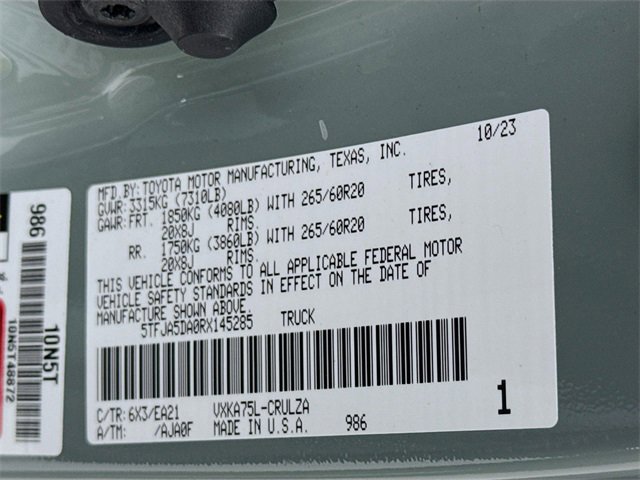 10/23
MFD.BY:TOYOTA MOTOR MANUFACTURING, TEXAS, INC.
GVWR:3315KG (7310LB)
GAWR:FRT. 1850KG (4080LB) WITH 265/60R20 TIRES,
20X8J RIMS.
RR. 1750KG (3860LB) WITH 265/60R20 TIRES,
20X8J RIMS.
THIS VEHICLE CONFORMS TO ALL APPLICABLE FEDERAL MOTOR
VEHICLE SAFETY STANDARDS IN EFFECT ON THE DATE OF
MANUFACTURE SHOWN ABOVE.
5TFJA5DA0RX145285 TRUCK
C/TR:6X3/EA21 VXKA75L-CRULZA
A/TM: /AJA0F MADE IN U.S.A. 986
1
986
10N5T
10N5T48872